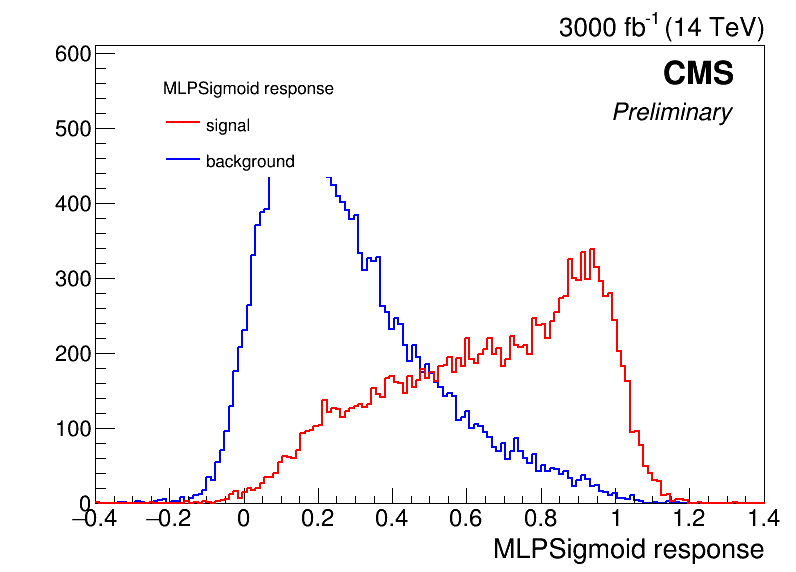 3000 fb-1 (14 TeV)
CMS
Preliminary
MLPSigmoid response
signal
background
600
500
400
300
200
100
0
−0.4 −0.2 0 0.2 0.4 0.6 0.8 1 1.2 1.4
MLPSigmoid response